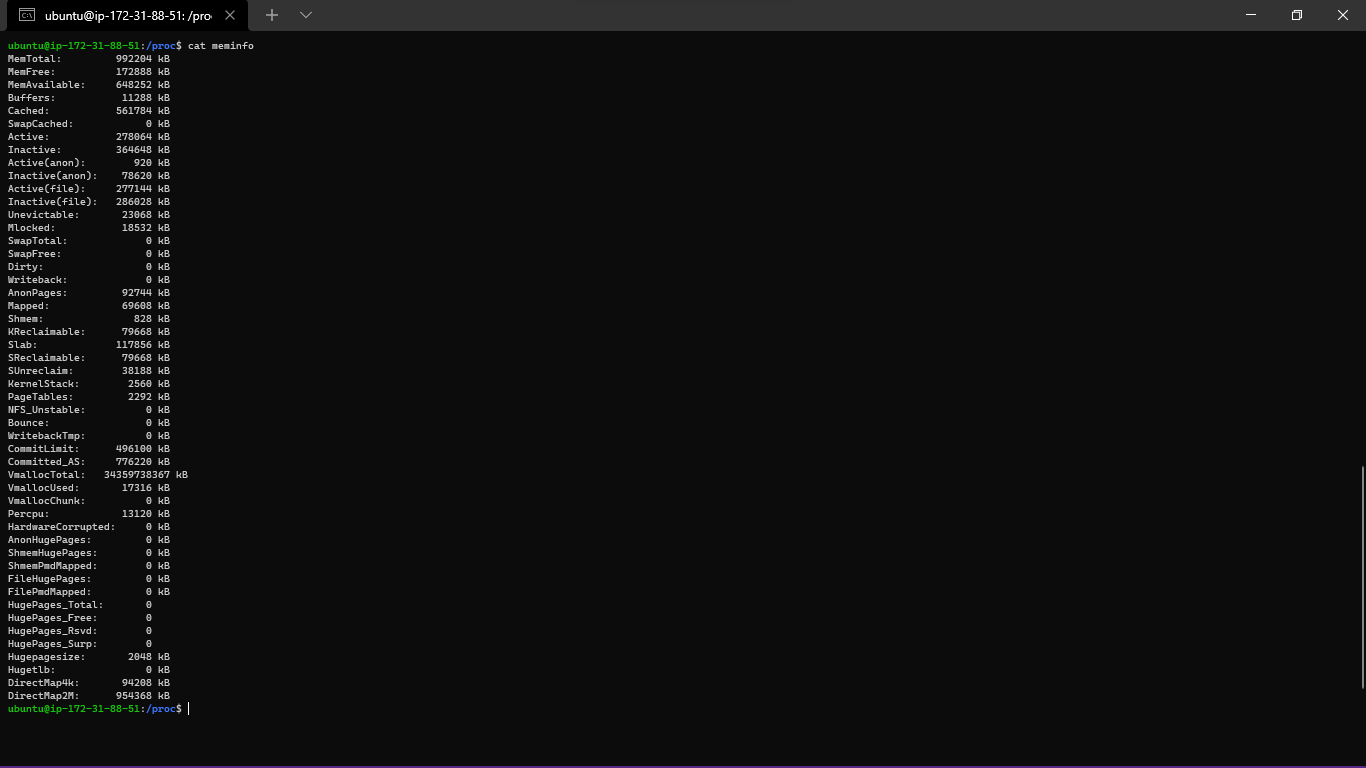 ubuntu@ip-172-31-88-51: /pro
ubuntu@ip-172-31-88-51:/proc$ cat meminfo
MemTotal:         992204 kB
MemFree:          172888 kB
MemAvailable:     648252 kB
Buffers:           11288 kB
Cached:           561784 kB
SwapCached:            0 kB
Active:           278064 kB
Inactive:         364648 kB
Active(anon):        920 kB
Inactive(anon):    78620 kB
Active(file):     277144 kB
Inactive(file):   286028 kB
Unevictable:       23068 kB
Mlocked:           18532 kB
SwapTotal:             0 kB
SwapFree:              0 kB
Dirty:                 0 kB
Writeback:             0 kB
AnonPages:         92744 kB
Mapped:            69608 kB
Shmem:               828 kB
KReclaimable:      79668 kB
Slab:             117856 kB
SReclaimable:      79668 kB
SUnreclaim:        38188 kB
KernelStack:        2560 kB
PageTables:         2292 kB
NFS_Unstable:          0 kB
Bounce:                0 kB
WritebackTmp:          0 kB
CommitLimit:      496100 kB
Committed_AS:     776220 kB
VmallocTotal:   34359738367 kB
VmallocUsed:       17316 kB
VmallocChunk:          0 kB
Percpu:            13120 kB
HardwareCorrupted:     0 kB
AnonHugePages:         0 kB
ShmemHugePages:        0 kB
ShmemPmdMapped:        0 kB
FileHugePages:         0 kB
FilePmdMapped:         0 kB
HugePages_Total:       0
HugePages_Free:        0
HugePages_Rsvd:        0
HugePages_Surp:        0
Hugepagesize:       2048 kB
Hugetlb:               0 kB
DirectMap4k:       94208 kB
DirectMap2M:      954368 kB
ubuntu@ip-172-31-88-51:/proc$